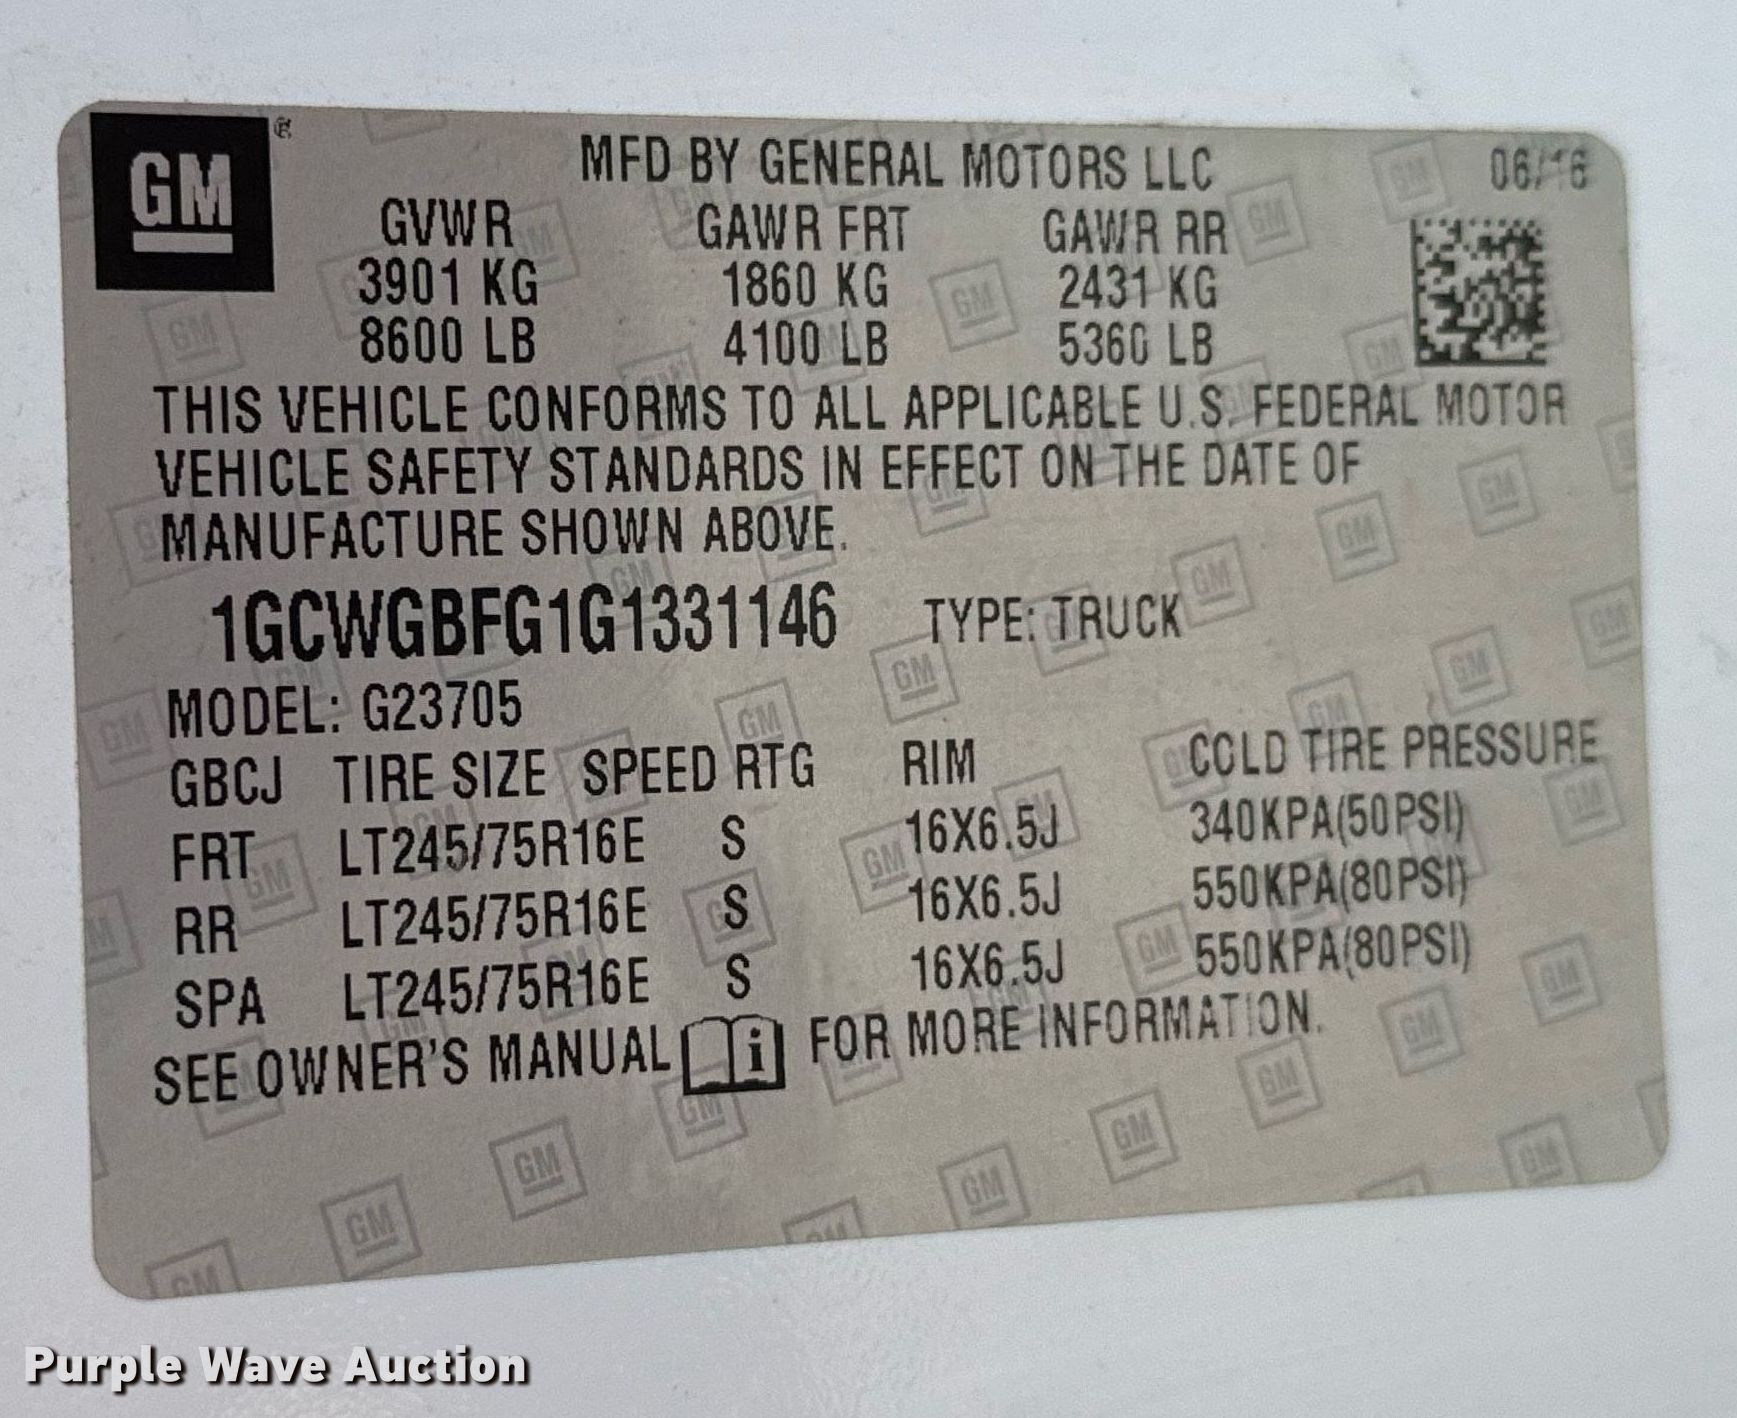 GM ®
MFD BY GENERAL MOTORS LLC 06/16
GVWR GAWR FRT GAWR RR
3901 KG 1860 KG 2431 KG
8600 LB 4100 LB 5360 LB
THIS VEHICLE CONFORMS TO ALL APPLICABLE U.S. FEDERAL MOTOR
VEHICLE SAFETY STANDARDS IN EFFECT ON THE DATE OF
MANUFACTURE SHOWN ABOVE.
1GCWGBFG1G1331146 TYPE: TRUCK
MODEL: G23705
GBCJ TIRE SIZE SPEED RTG RIM COLD TIRE PRESSURE
FRT LT245/75R16E S 16X6.5J 340KPA(50PSI)
RR LT245/75R16E S 16X6.5J 550KPA(80PSI)
SPA LT245/75R16E S 16X6.5J 550KPA(80PSI)
SEE OWNER'S MANUAL i FOR MORE INFORMATION.
Purple Wave Auction